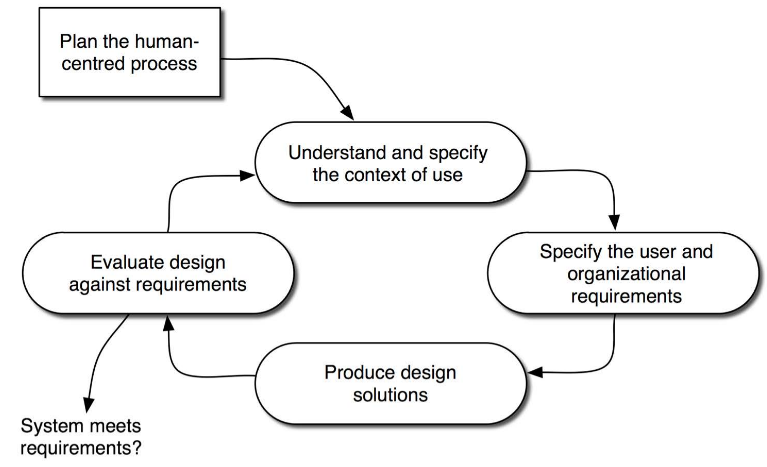 Plan the human-
centred process
Understand and specify
the context of use
Specify the user and
organizational
requirements
Produce design
solutions
Evaluate design
against requirements
System meets
requirements?